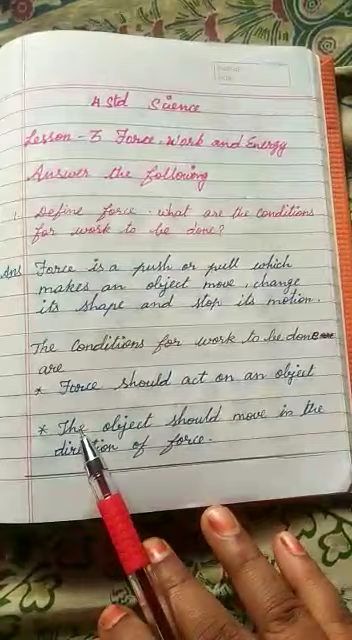 4 std Science
Lesson - 3 Force, Work and Energy
Answer the following
1. Define force. what are the conditions
for work to be done?
Ans Force is a push or pull which
makes an object move, change
its shape and stop its motion.
The conditions for work to be done
are
* Force should act on an object
* The object should move in the
direction of force.